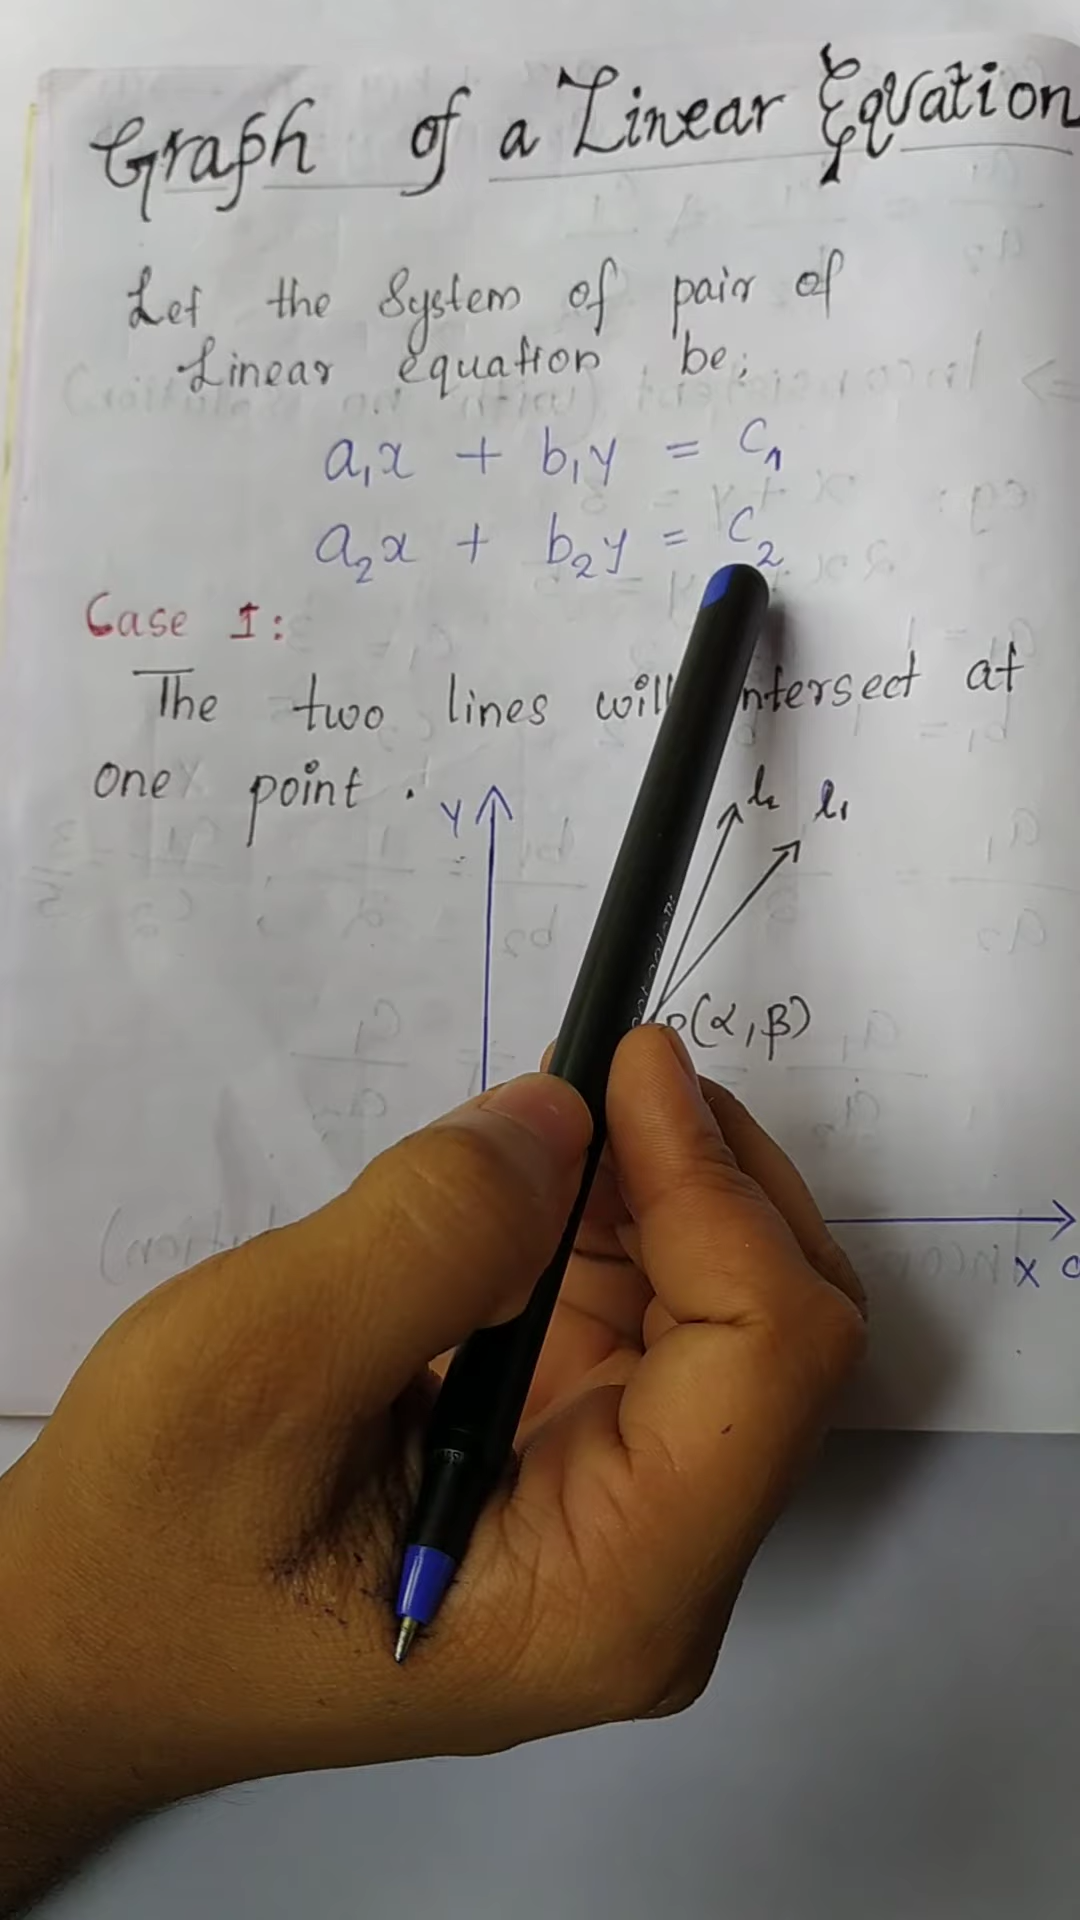 Graph of a Linear Equation
Let the System of pair of
Linear equation be;
a₁x + b₁y = c₁
a₂x + b₂y = c₂
Case 1:
The two lines will intersect at
one point.
Y
l₂ l₁
P(α, β)
X